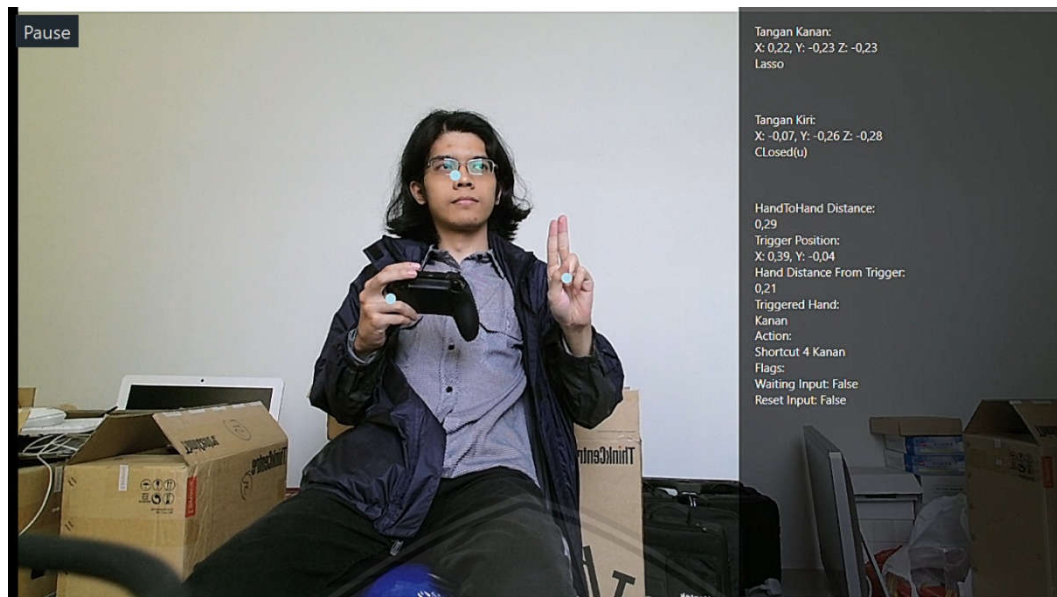 Pause
Tangan Kanan:
X: 0,22, Y: -0,23 Z: -0,23
Lasso
Tangan Kiri:
X: -0,07, Y: -0,26 Z: -0,28
CLosed(u)
HandToHand Distance:
0,29
Trigger Position:
X: 0,39, Y: -0,04
Hand Distance From Trigger:
0,21
Triggered Hand:
Kanan
Action:
Shortcut 4 Kanan
Flags:
Waiting Input: False
Reset Input: False
ThinkCentre
ThinkCentre